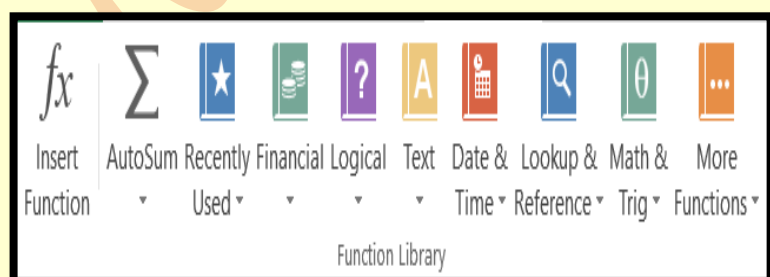 fx Σ ★ ? A θ ...
Insert AutoSum Recently Financial Logical Text Date & Lookup & Math & More
Function Used Time Reference Trig Functions
Function Library